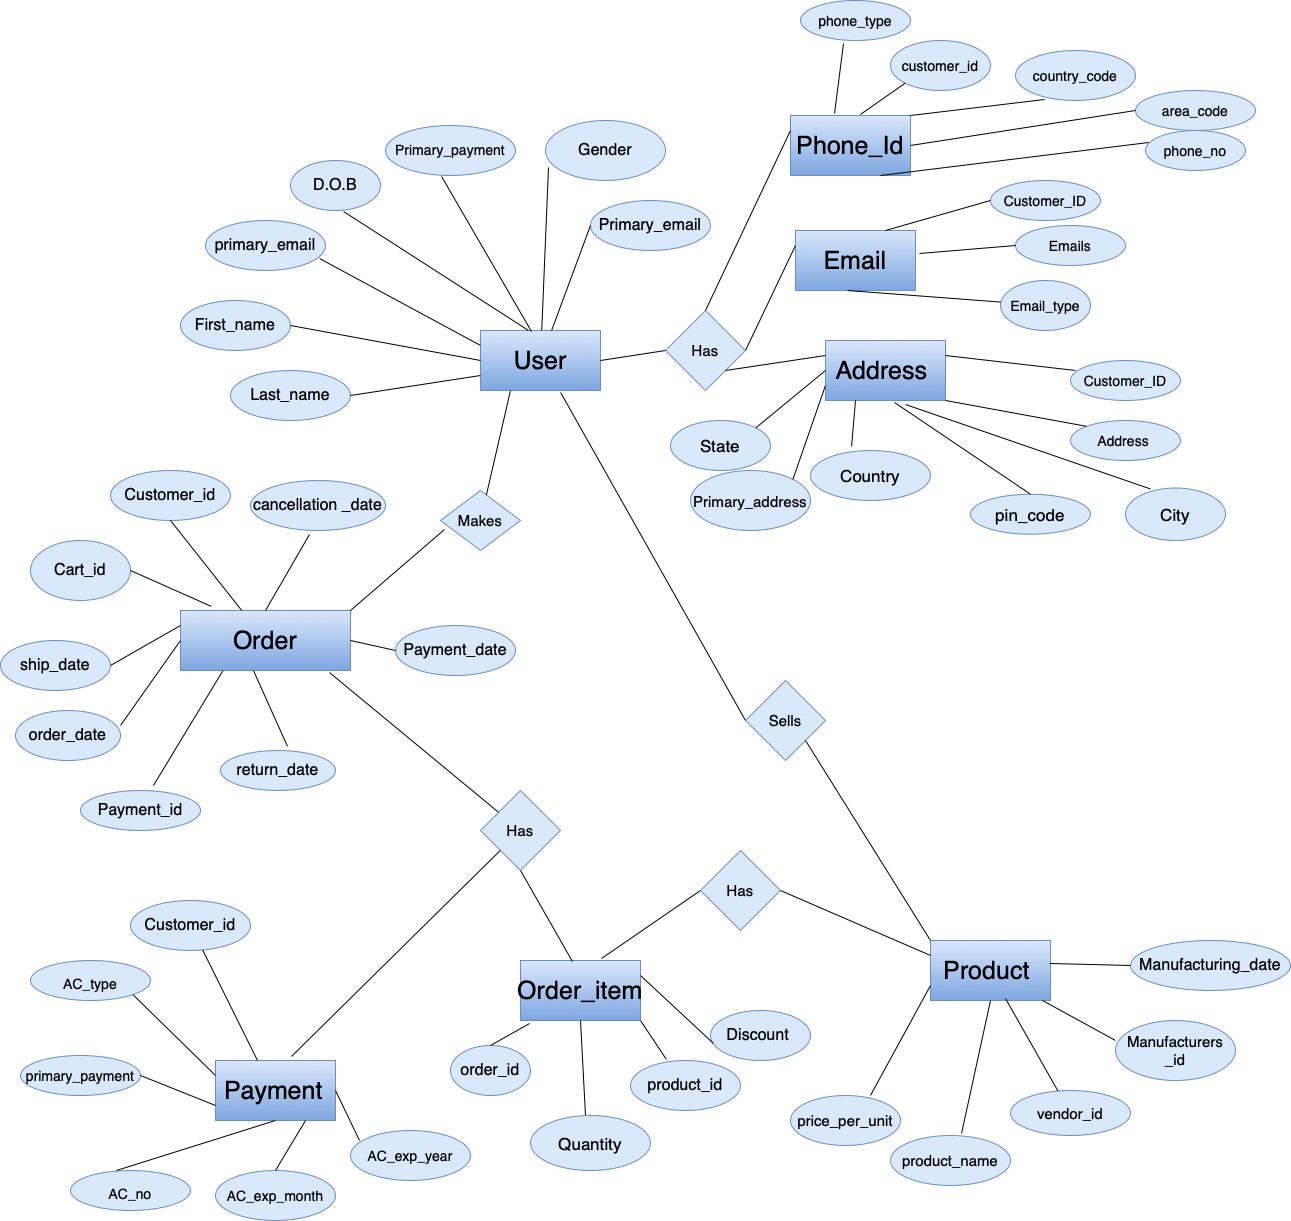 phone_type
customer_id
country_code
area_code
Phone_Id
phone_no
Primary_payment
Gender
D.O.B
Customer_ID
Primary_email
primary_email
Emails
Email
Email_type
First_name
User
Has
Address
Customer_ID
Last_name
Address
State
Country
Primary_address
pin_code
City
Customer_id
cancellation _date
Makes
Cart_id
Order
Payment_date
ship_date
Sells
order_date
return_date
Payment_id
Has
Has
Customer_id
Manufacturing_date
Product
AC_type
Order_item
Discount
Manufacturers
_id
order_id
primary_payment
product_id
Payment
vendor_id
price_per_unit
Quantity
AC_exp_year
product_name
AC_no
AC_exp_month